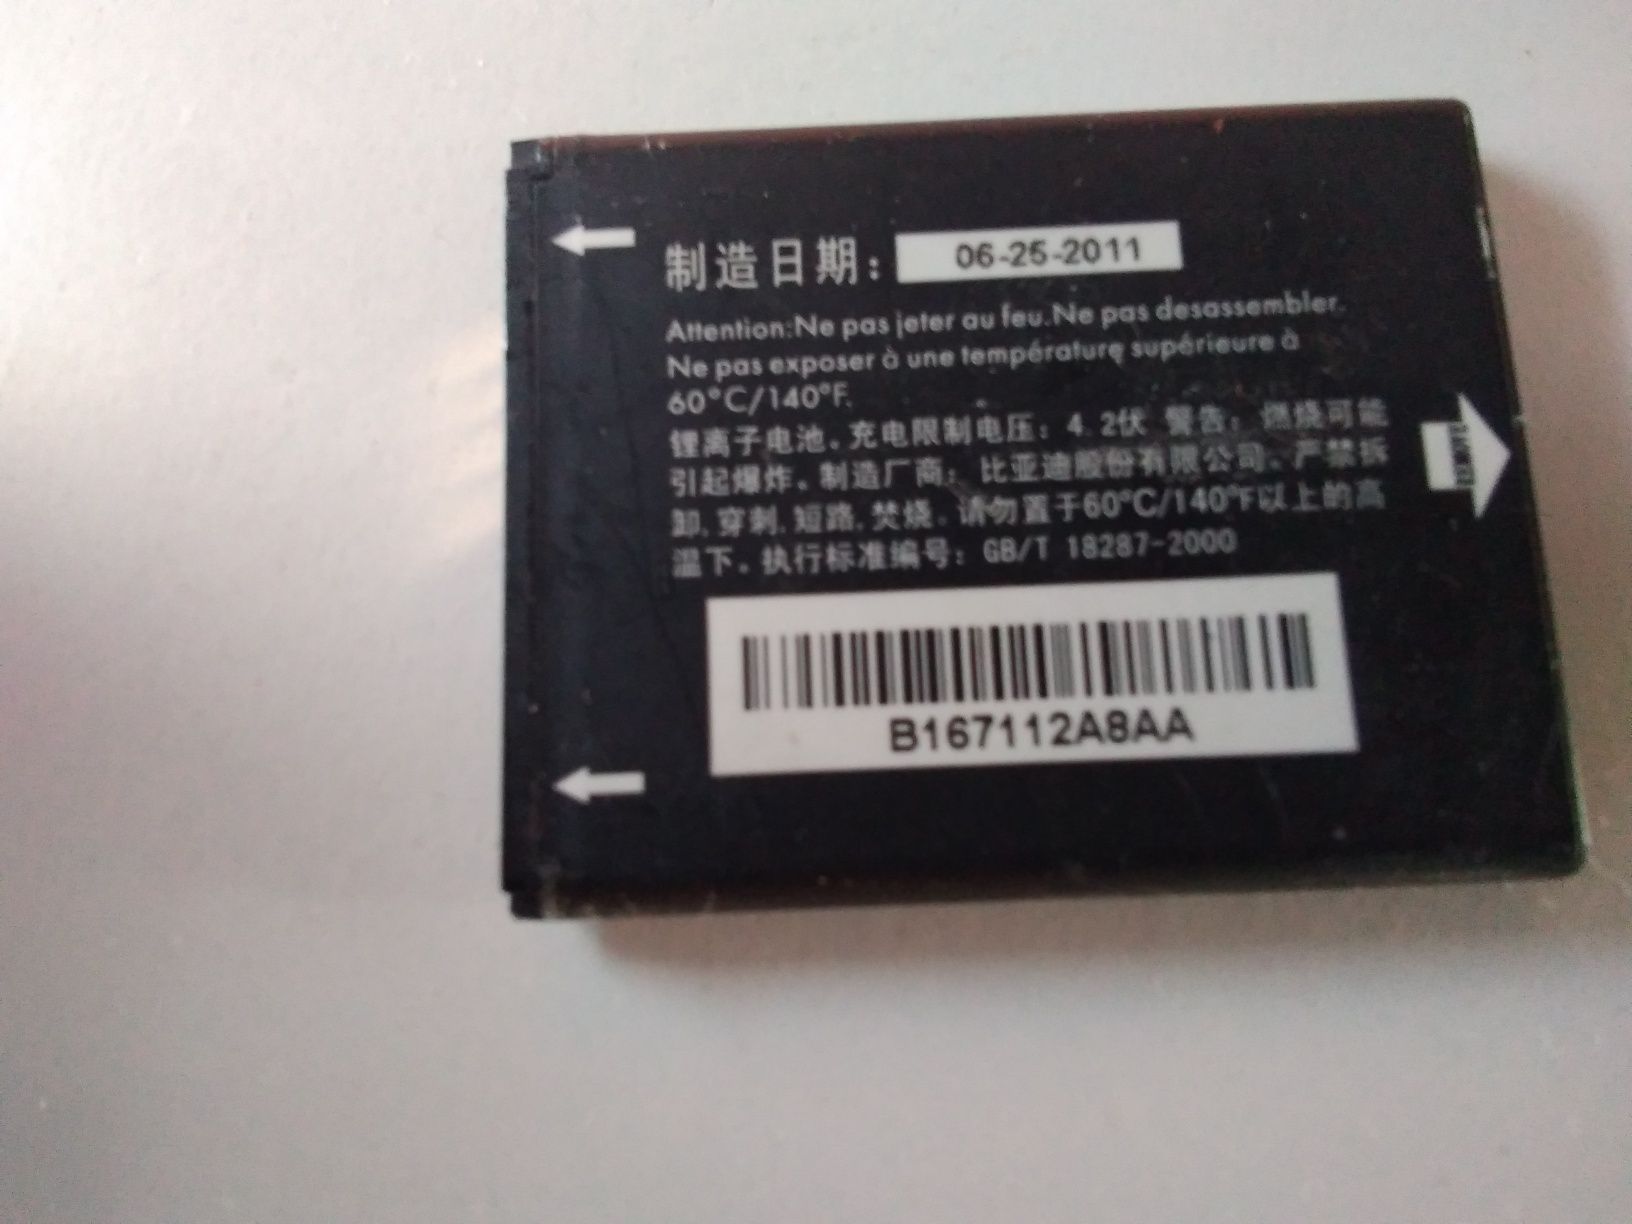 制造日期: 06-25-2011
Attention:Ne pas jeter au feu.Ne pas desassembler.
Ne pas exposer à une température supérieure à
60°C/140°F.
锂离子电池。充电限制电压: 4.2伏 警告: 燃烧可能
引起爆炸。制造厂商: 比亚迪股份有限公司。严禁拆
卸.穿刺.短路.焚烧.请勿置于60°C/140°F以上的高
温下。执行标准编号: GB/T 18287-2000
B167112A8AA